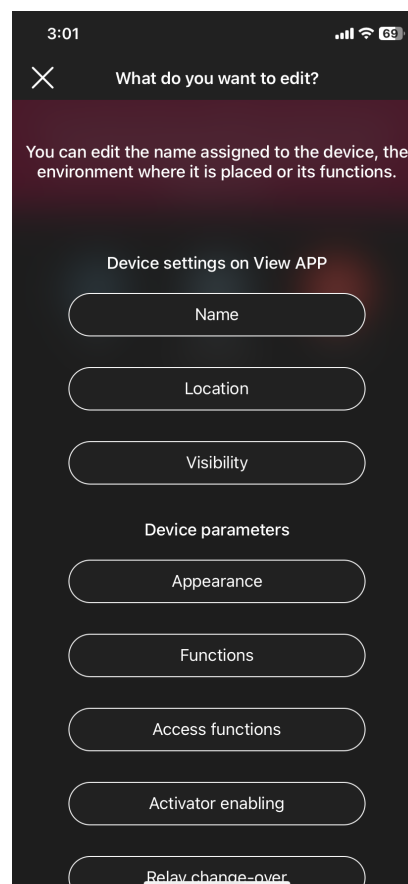 3:01
69
What do you want to edit?
You can edit the name assigned to the device, the
environment where it is placed or its functions.
Device settings on View APP
Name
Location
Visibility
Device parameters
Appearance
Functions
Access functions
Activator enabling
Relay change-over